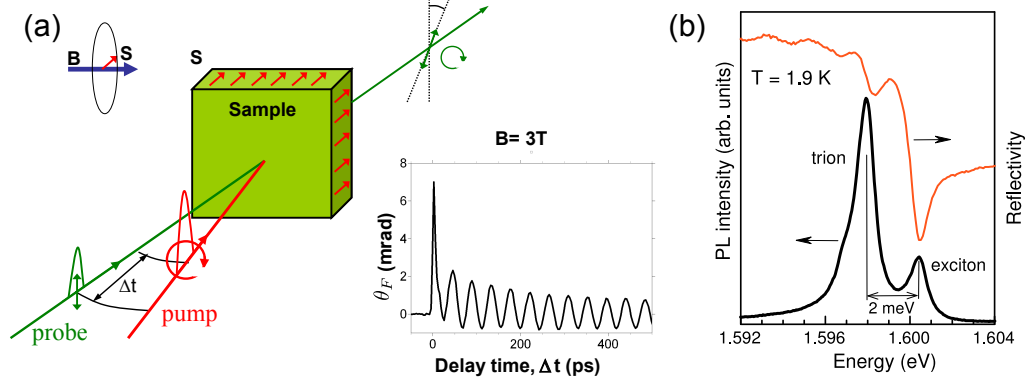 (a)
B
S
S
Sample
Δt
probe
pump
B= 3T
θ_F (mrad)
8
6
4
2
0
0
200
400
Delay time, Δt (ps)
(b)
T = 1.9 K
trion
exciton
2 meV
PL intensity (arb. units)
Reflectivity
1.592
1.596
1.600
1.604
Energy (eV)